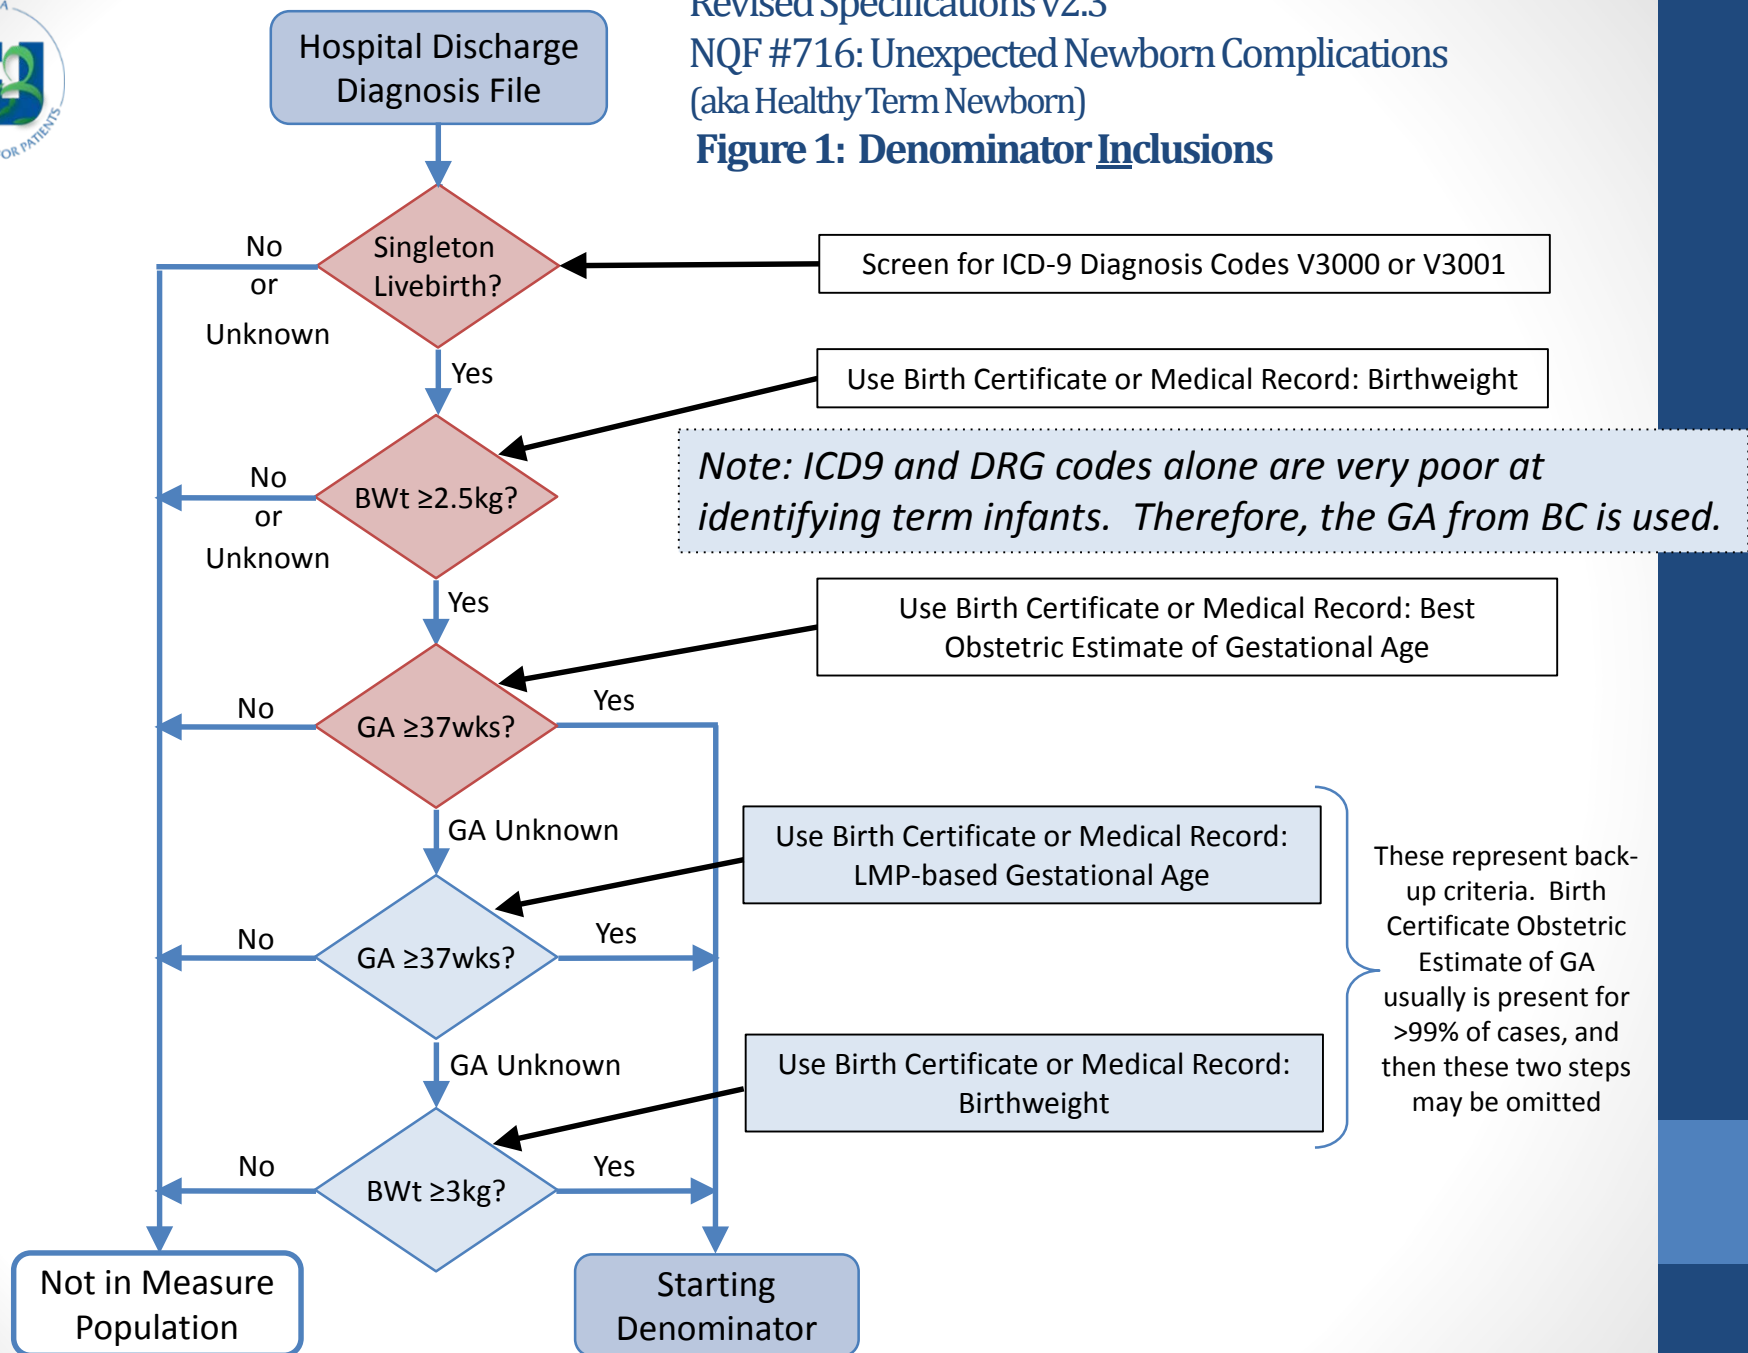 Revised Specifications v2.3
NQF #716: Unexpected Newborn Complications
(aka Healthy Term Newborn)
Figure 1: Denominator Inclusions
FOR PATIENTS
Hospital Discharge
Diagnosis File
Singleton
Livebirth?
No
or
Unknown
Screen for ICD-9 Diagnosis Codes V3000 or V3001
Yes
Use Birth Certificate or Medical Record: Birthweight
BWt ≥2.5kg?
No
or
Unknown
Note: ICD9 and DRG codes alone are very poor at
identifying term infants. Therefore, the GA from BC is used.
Yes
Use Birth Certificate or Medical Record: Best
Obstetric Estimate of Gestational Age
GA ≥37wks?
No
Yes
GA Unknown
Use Birth Certificate or Medical Record:
LMP-based Gestational Age
GA ≥37wks?
No
Yes
GA Unknown
Use Birth Certificate or Medical Record:
Birthweight
These represent back-
up criteria. Birth
Certificate Obstetric
Estimate of GA
usually is present for
>99% of cases, and
then these two steps
may be omitted
BWt ≥3kg?
No
Yes
Not in Measure
Population
Starting
Denominator